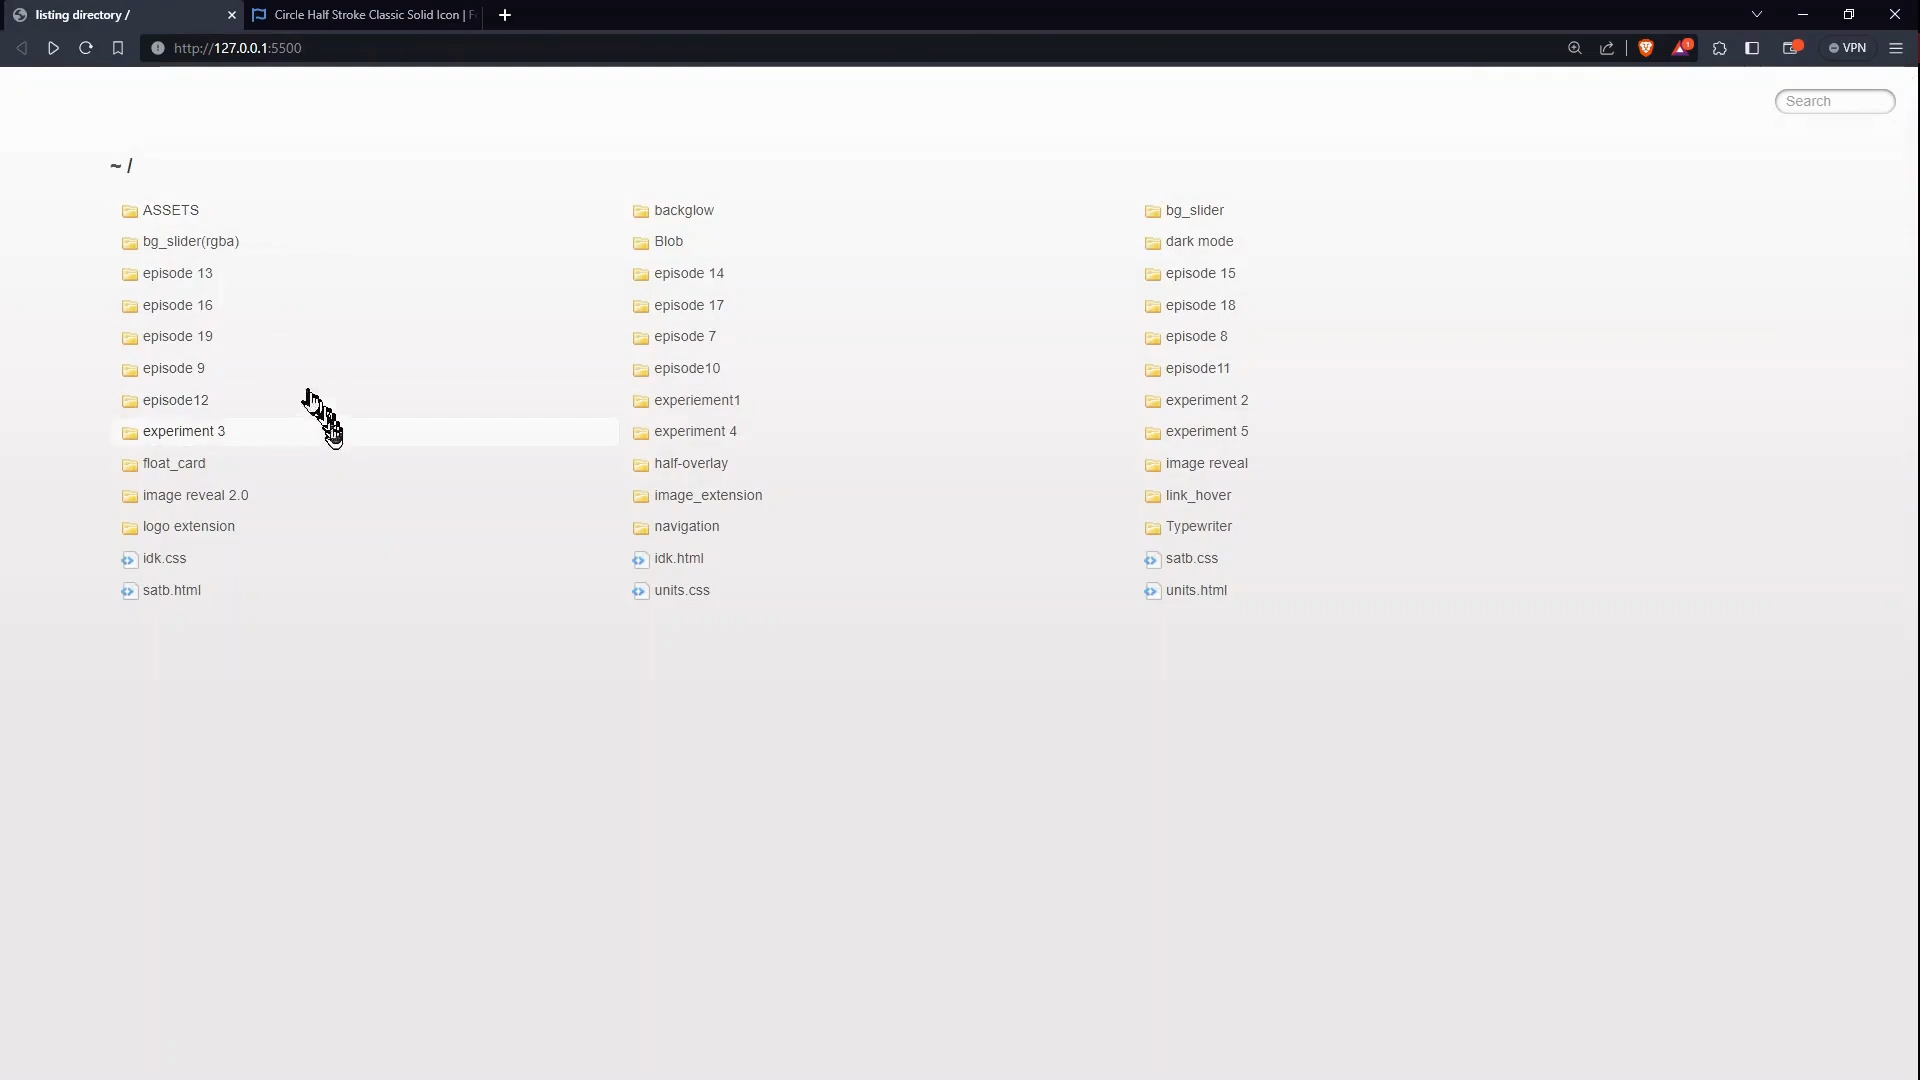 listing directory /
Circle Half Stroke Classic Solid Icon | F
http://127.0.0.1:5500
1
VPN
Search
~ /
ASSETS
backglow
bg_slider
bg_slider(rgba)
Blob
dark mode
episode 13
episode 14
episode 15
episode 16
episode 17
episode 18
episode 19
episode 7
episode 8
episode 9
episode10
episode11
episode12
experiement1
experiment 2
experiment 3
experiment 4
experiment 5
float_card
half-overlay
image reveal
image reveal 2.0
image_extension
link_hover
logo extension
navigation
Typewriter
idk.css
idk.html
satb.css
satb.html
units.css
units.html